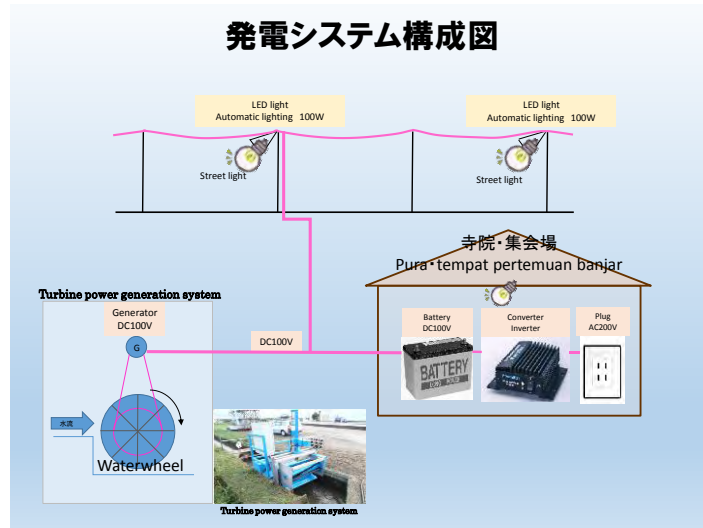 発電システム構成図
LED light
Automatic lighting 100W
LED light
Automatic lighting 100W
Street light
Street light
寺院・集会場
Pura・tempat pertemuan banjar
Turbine power generation system
Generator
DC100V
G
DC100V
Battery
DC100V
Converter
Inverter
Plug
AC200V
BATTERY
水流
Waterwheel
Turbine power generation system